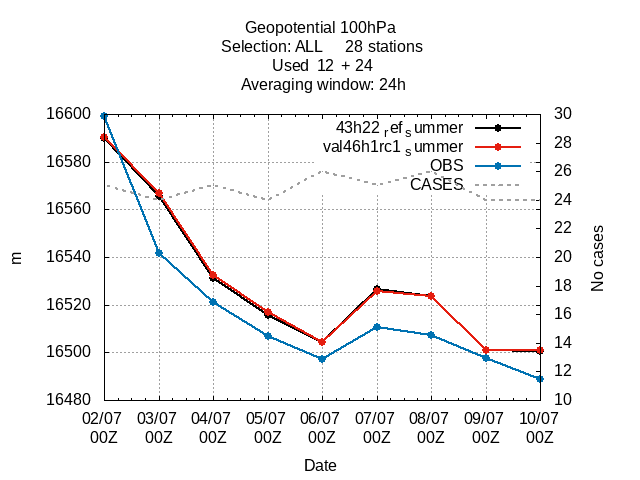 Geopotential 100hPa
Selection: ALL     28 stations
Used  12  + 24
Averaging window: 24h
16600
16580
16560
16540
16520
16500
16480
m
30
28
26
24
22
20
18
16
14
12
10
No cases
43h22 refsummer
val46h1rc1 summer
OBS
CASES
02/07 03/07 04/07 05/07 06/07 07/07 08/07 09/07 10/07
00Z 00Z 00Z 00Z 00Z 00Z 00Z 00Z 00Z
Date